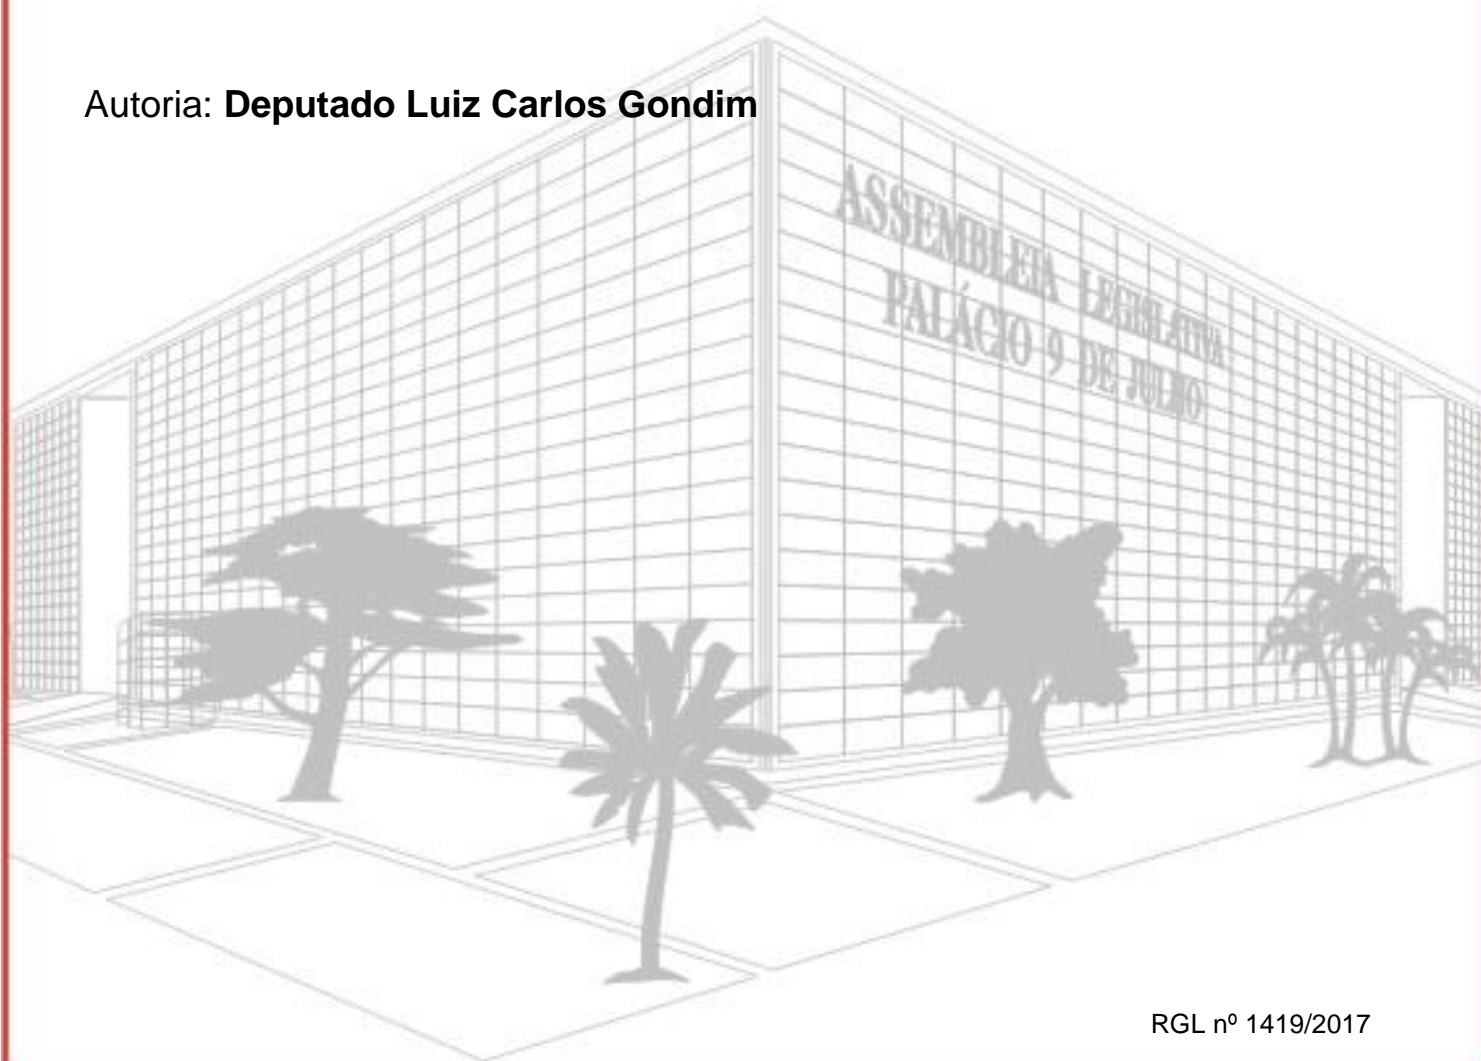 Autoria: Deputado Luiz Carlos Gondim
ASSEMBLEIA LEGISLATIVA
PALÁCIO 9 DE JULHO
RGL nº 1419/2017